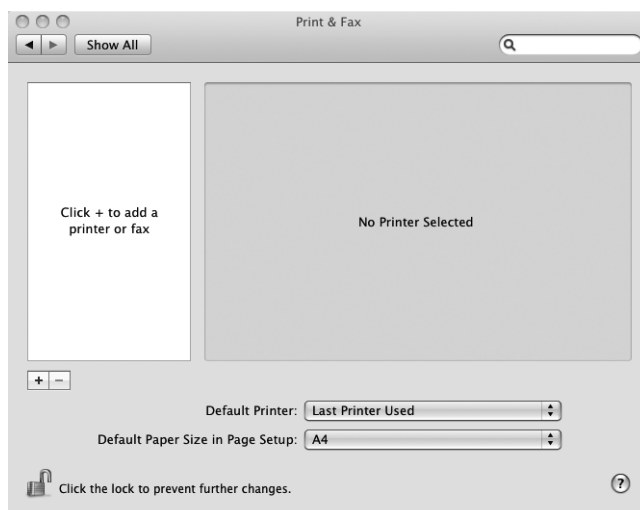 Print & Fax
Show All
Click + to add a
printer or fax
No Printer Selected
+ −
Default Printer: Last Printer Used
Default Paper Size in Page Setup: A4
Click the lock to prevent further changes.
?